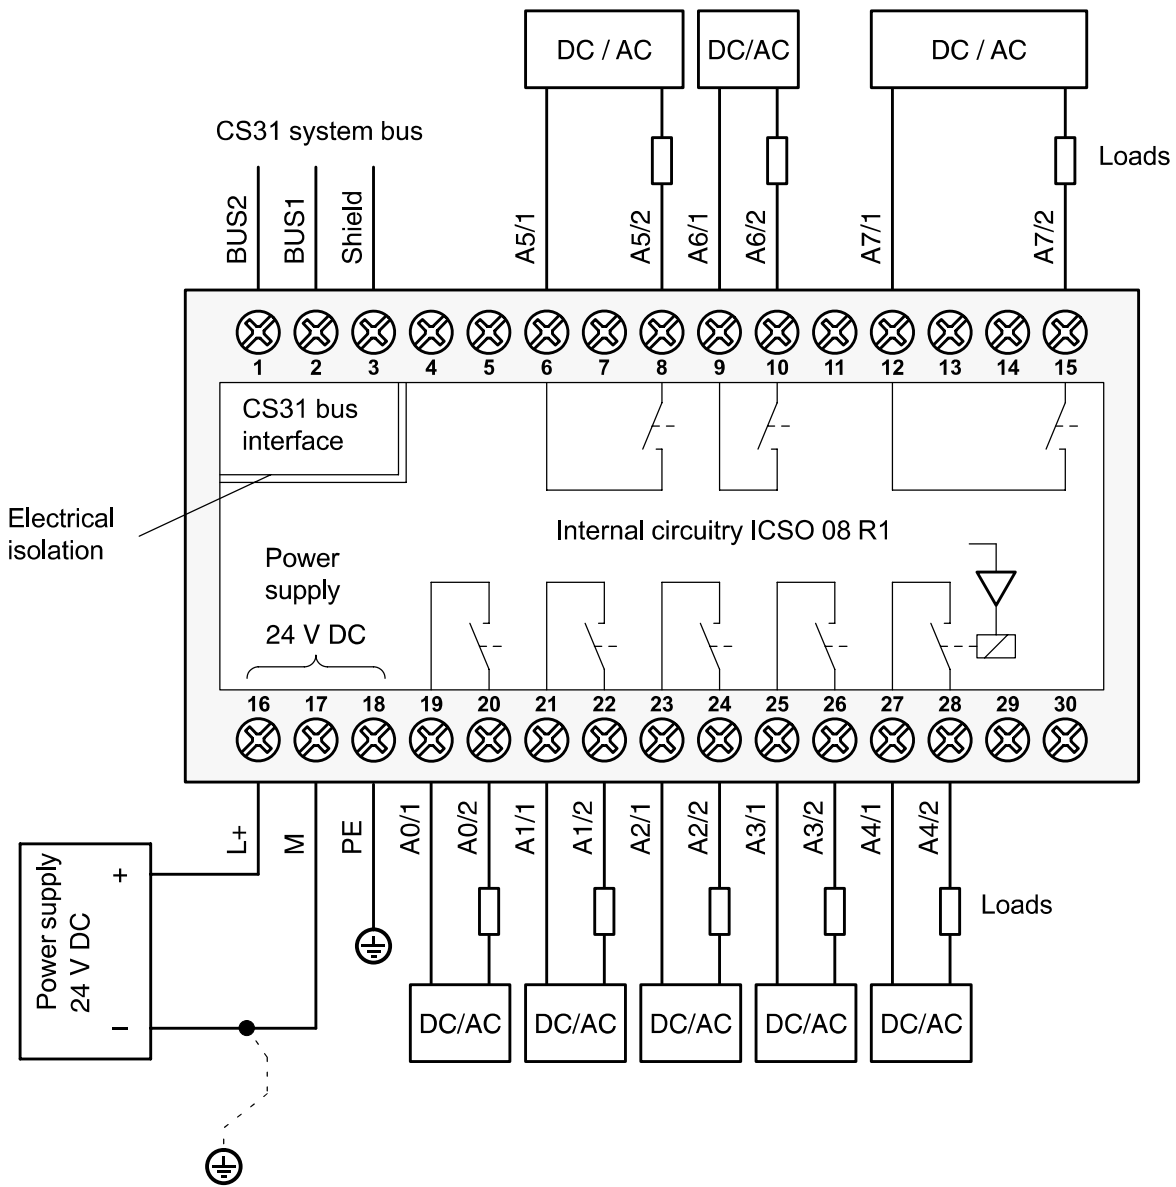 DC / AC
DC/AC
DC / AC
CS31 system bus
Loads
BUS2
BUS1
Shield
A5/1
A5/2
A6/1
A6/2
A7/1
A7/2
1 2 3 4 5 6 7 8 9 10 11 12 13 14 15
CS31 bus
interface
Electrical
isolation
Internal circuitry ICSO 08 R1
Power
supply
24 V DC
16 17 18 19 20 21 22 23 24 25 26 27 28 29 30
L+
M
PE
A0/1
A0/2
A1/1
A1/2
A2/1
A2/2
A3/1
A3/2
A4/1
A4/2
Power supply
24 V DC
+
–
Loads
DC/AC
DC/AC
DC/AC
DC/AC
DC/AC